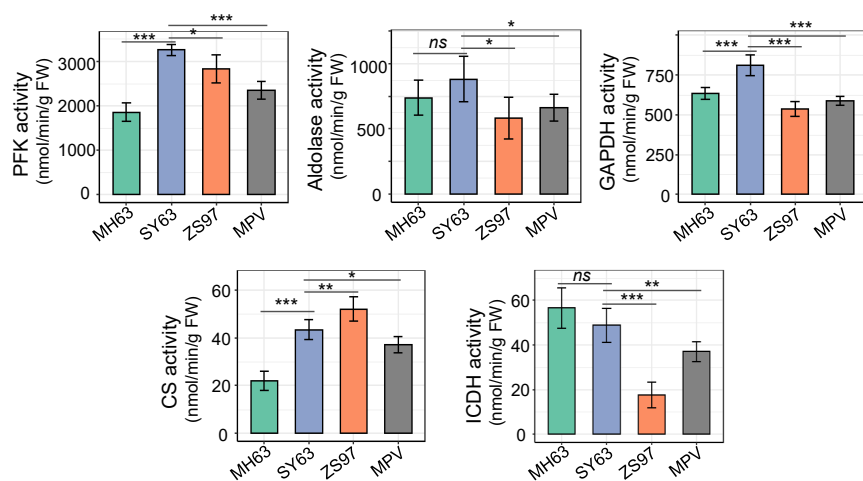 ***
***
*
PFK activity
(nmol/min/g FW)
3000
2000
1000
0
MH63
SY63
ZS97
MPV
*
ns
*
Aldolase activity
(nmol/min/g FW)
1000
500
0
MH63
SY63
ZS97
MPV
***
***
***
GAPDH activity
(nmol/min/g FW)
750
500
250
0
MH63
SY63
ZS97
MPV
*
***
**
CS activity
(nmol/min/g FW)
60
40
20
0
MH63
SY63
ZS97
MPV
ns
**
***
ICDH activity
(nmol/min/g FW)
60
40
20
0
MH63
SY63
ZS97
MPV